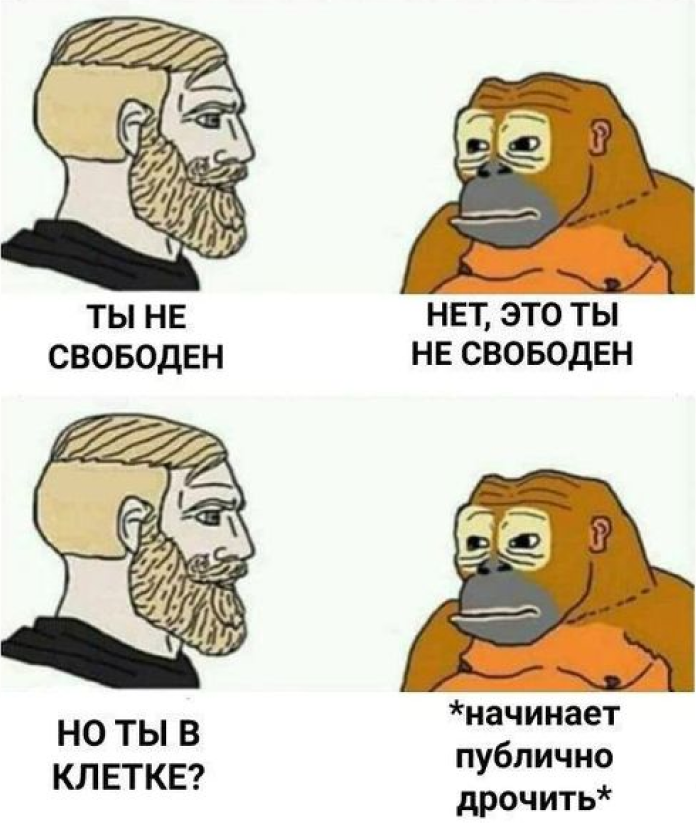 ТЫ НЕ
СВОБОДЕН
НЕТ, ЭТО ТЫ
НЕ СВОБОДЕН
НО ТЫ В
КЛЕТКЕ?
*начинает
публично
дрочить*